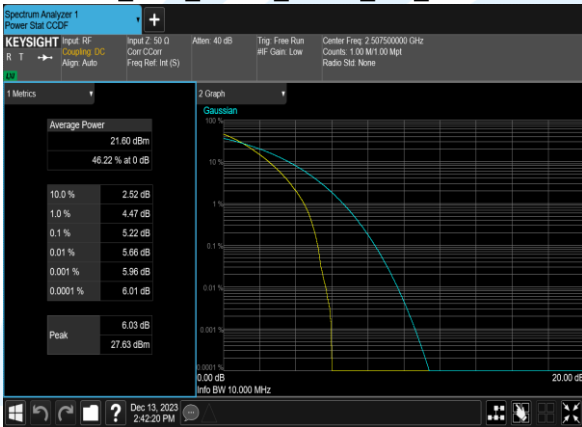 Spectrum Analyzer 1
Power Stat CCDF
KEYSIGHT
R T
LXI
Input: RF
Coupling: DC
Align: Auto
Input Z: 50 Ω
Corr CCorr
Freq Ref: Int (S)
Atten: 40 dB
Trig: Free Run
#IF Gain: Low
Center Freq: 2.507500000 GHz
Counts: 1.00 M/1.00 Mpt
Radio Std: None
1 Metrics
Average Power
21.60 dBm
46.22 % at 0 dB
10.0 % 2.52 dB
1.0 % 4.47 dB
0.1 % 5.22 dB
0.01 % 5.66 dB
0.001 % 5.96 dB
0.0001 % 6.01 dB
Peak
6.03 dB
27.63 dBm
2 Graph
Gaussian
100 %
10 %
1 %
0.1 %
0.01 %
0.001 %
0.0001 %
0.00 dB
20.00 dB
Info BW 10.000 MHz
?
Dec 13, 2023
2:42:20 PM